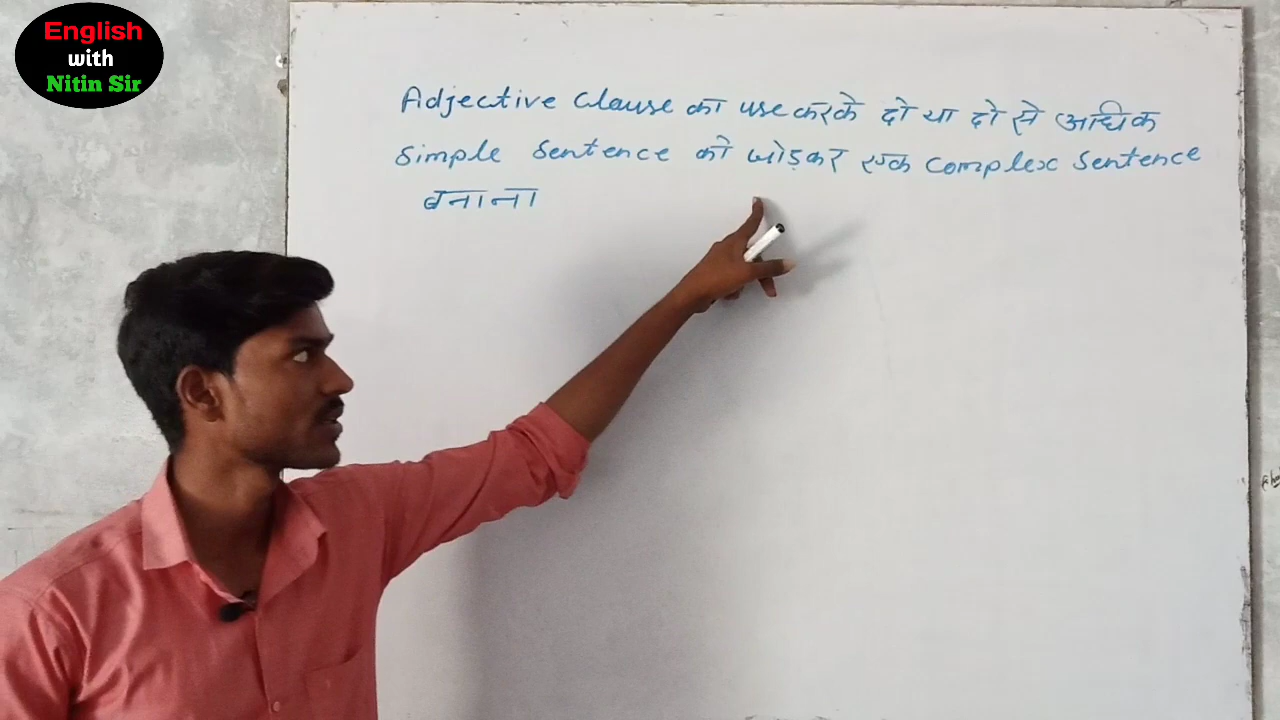 English
with
Nitin Sir
Adjective Clause का use करके दो या दो से अधिक
Simple Sentence को जोड़कर एक Complex Sentence
बनाना